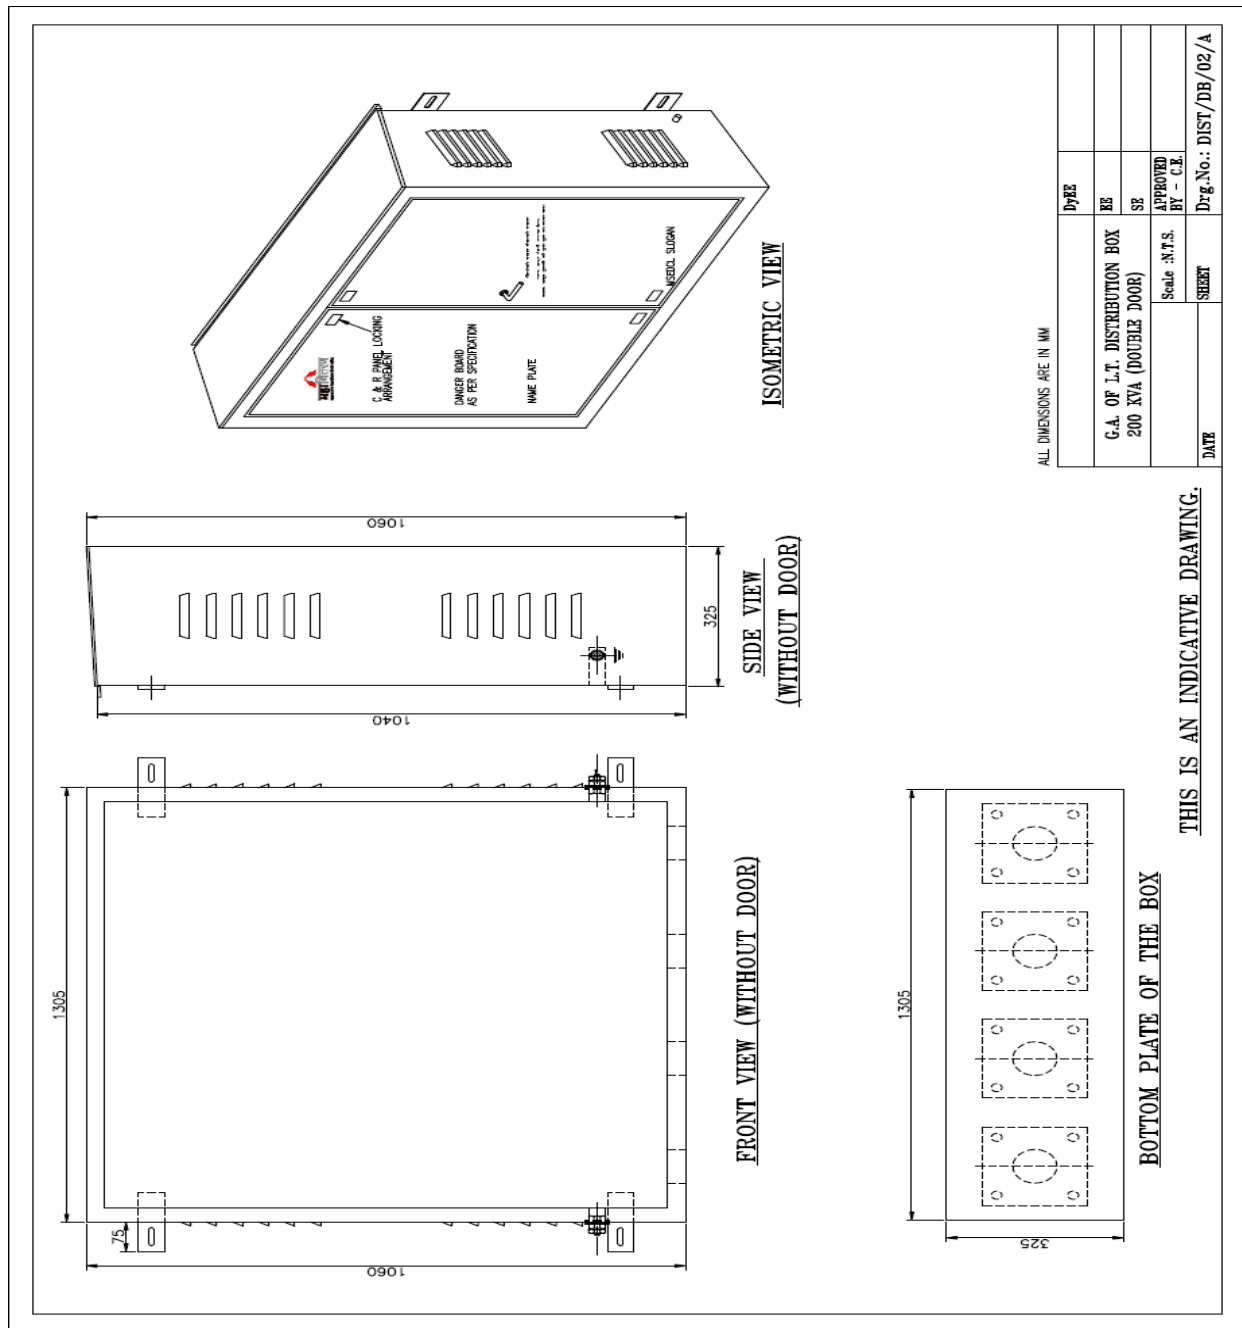 1305
75
1060
FRONT VIEW (WITHOUT DOOR)
1060
1040
325
SIDE VIEW
(WITHOUT DOOR)
C & R PANEL LOCKING
ARRANGEMENT
DANGER BOARD
AS PER SPECIFICATION
NAME PLATE
MSEDCL SLOGAN
ISOMETRIC VIEW
1305
325
BOTTOM PLATE OF THE BOX
THIS IS AN INDICATIVE DRAWING.
ALL DIMENSIONS ARE IN MM
DyEE
G.A. OF L.T. DISTRIBUTION BOX
200 KVA (DOUBLE DOOR)
EE
SE
Scale :N.T.S.
APPROVED
BY - C.E.
DATE
SHEET
Drg.No.: DIST/DB/02/A